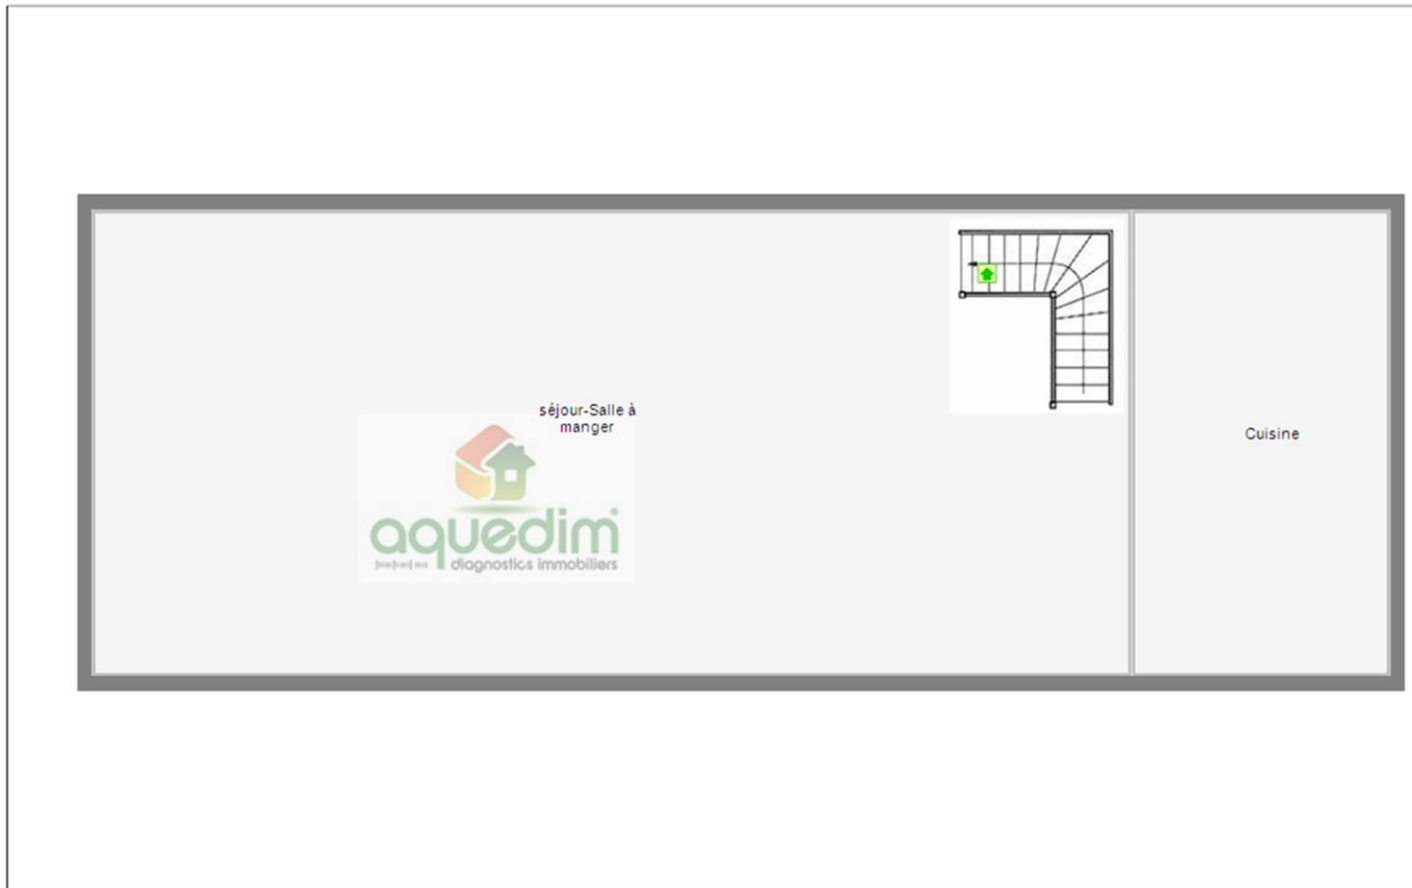 séjour-Salle à
manger
Cuisine
aquedim
diagnostics immobiliers